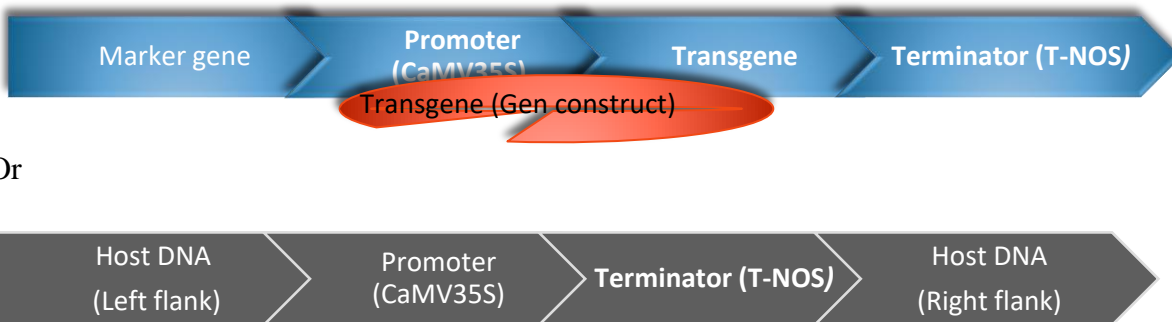 Marker gene
Promoter
(CaMV35S)
Transgene
Terminator (T-NOS)
Transgene (Gen construct)
Or
Host DNA
(Left flank)
Promoter
(CaMV35S)
Terminator (T-NOS)
Host DNA
(Right flank)